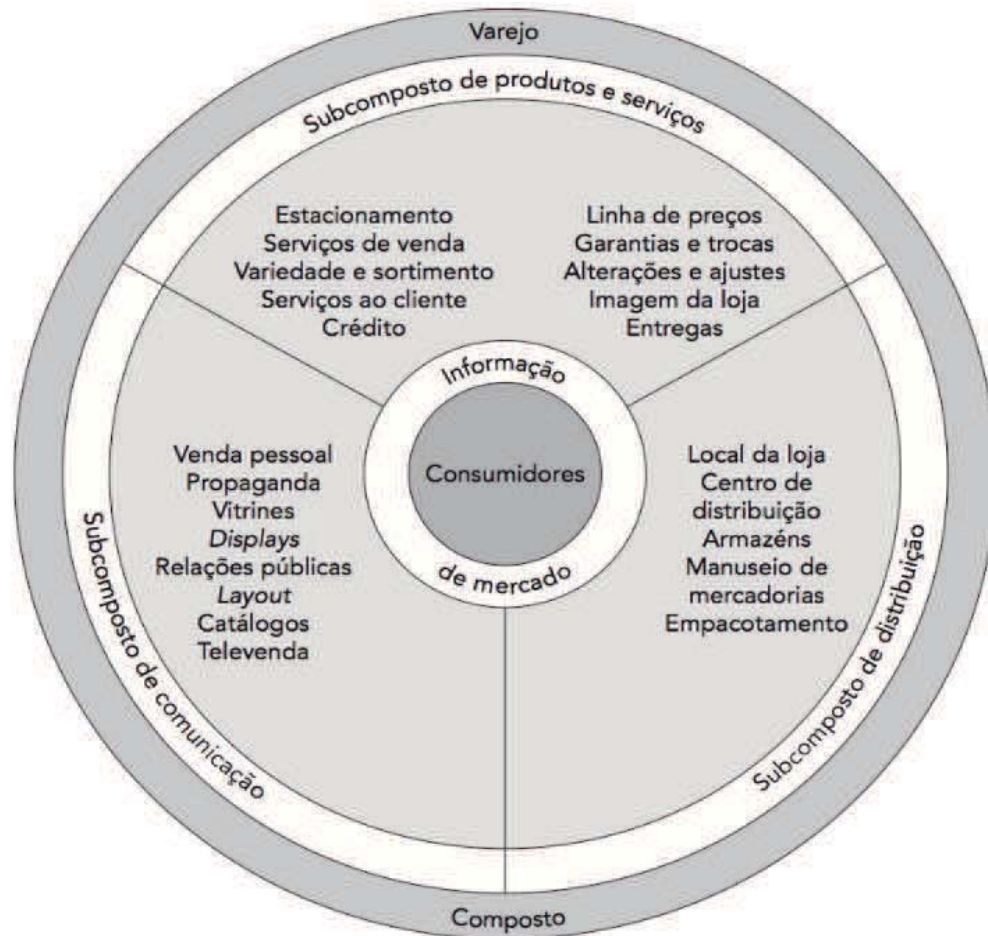 Varejo
Subcomposto de produtos e serviços
Estacionamento
Serviços de venda
Variedade e sortimento
Serviços ao cliente
Crédito
Linha de preços
Garantias e trocas
Alterações e ajustes
Imagem da loja
Entregas
Informação
de mercado
Consumidores
Venda pessoal
Propaganda
Vitrines
Displays
Relações públicas
Layout
Catálogos
Televenda
Local da loja
Centro de
distribuição
Armazéns
Manuseio de
mercadorias
Empacotamento
Subcomposto de comunicação
Subcomposto de distribuição
Composto